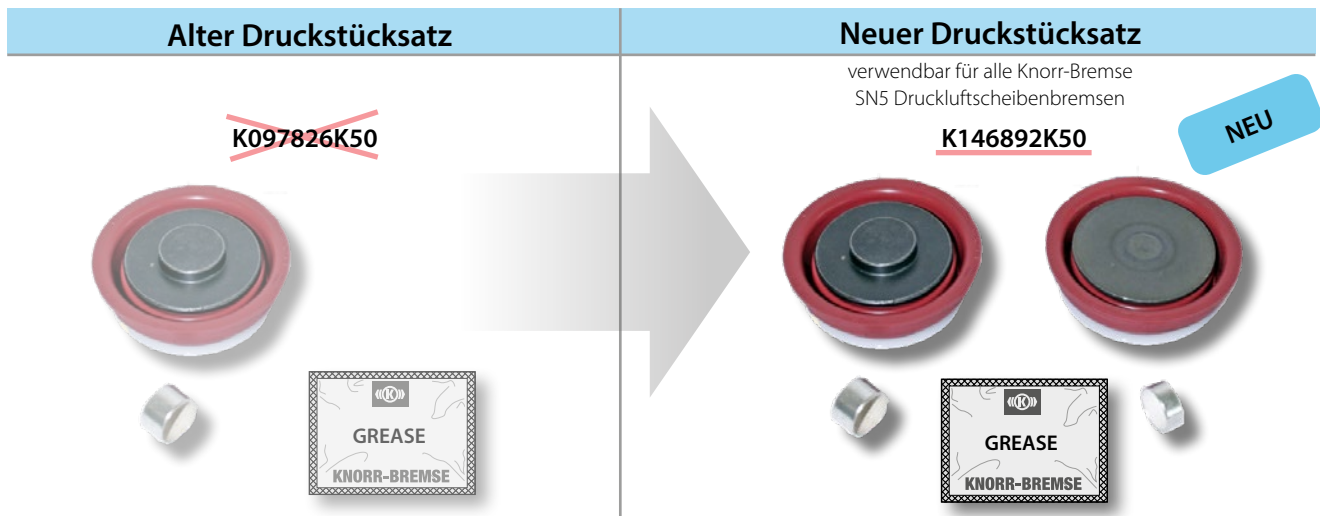 Alter Druckstücksatz
K097826K50
GREASE
KNORR-BREMSE
Neuer Druckstücksatz
verwendbar für alle Knorr-Bremse
SN5 Druckluftscheibenbremsen
K146892K50
NEU
K
GREASE
KNORR-BREMSE